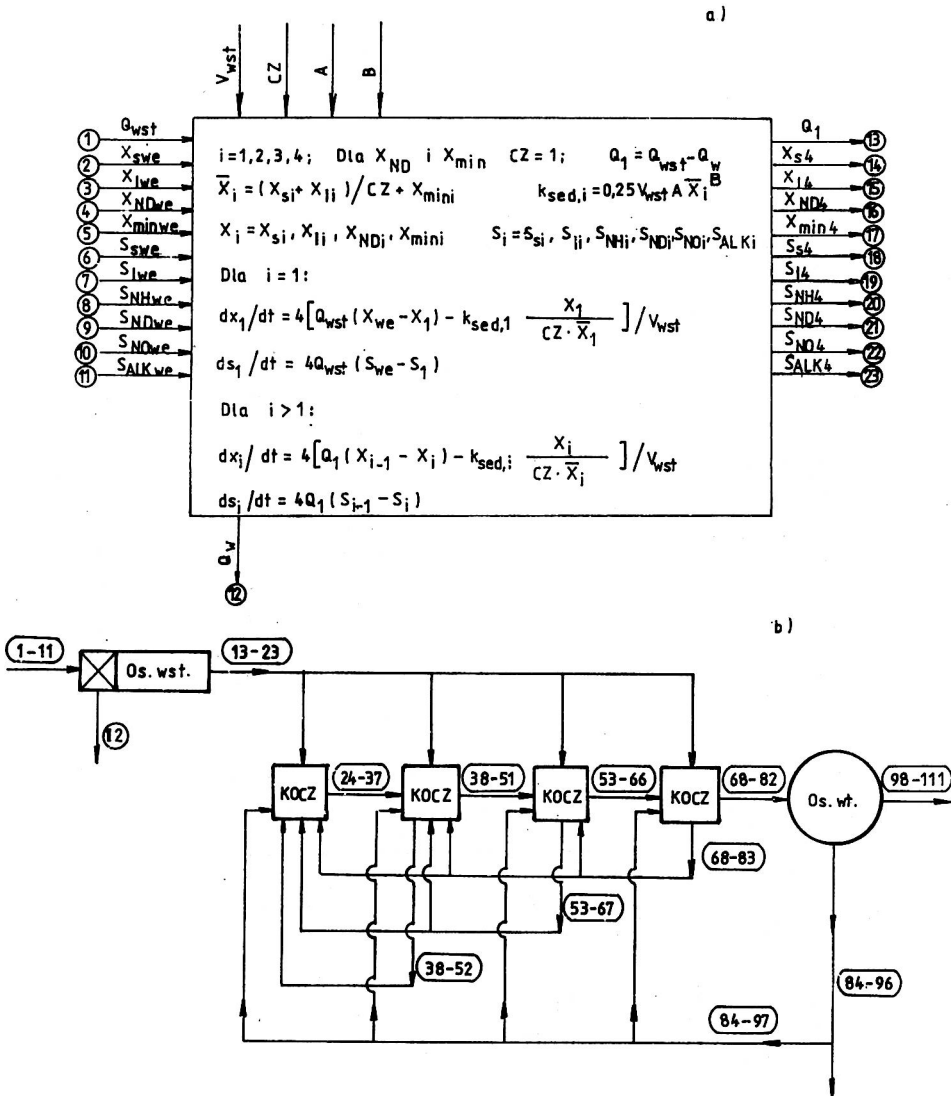 a)
V_wst CZ A B
1 Q_wst
2 X_swe
3 X_Iwe
4 X_NDwe
5 X_minwe
6 S_swe
7 S_Iwe
8 S_NHwe
9 S_NDwe
10 S_NOwe
11 S_ALKwe
i=1,2,3,4; Dla X_ND i X_min CZ=1; Q_1=Q_wst-Q_w
X̅_i=(X_si+X_Ii)/CZ+X_mini k_sed,i=0,25V_wst A X̅_i^B
X_i=X_si,X_Ii,X_NDi,X_mini S_i=S_si,S_Ii,S_NHi,S_NDi,S_NOi,S_ALKi
Dla i=1:
dx_1/dt=4[Q_wst(X_we-X_1)-k_sed,1 X_1/(CZ·X̅_1)]/V_wst
ds_1/dt=4Q_wst(S_we-S_1)
Dla i>1:
dx_i/dt=4[Q_1(X_i-1-X_i)-k_sed,i X_i/(CZ·X̅_i)]/V_wst
ds_i/dt=4Q_1(S_i-1-S_i)
Q_1 13
X_s4 14
X_I4 15
X_ND4 16
X_min4 17
S_s4 18
S_I4 19
S_NH4 20
S_ND4 21
S_NO4 22
S_ALK4 23
Q_w
12
b)
1-11
Os. wst.
13-23
12
KOCZ
24-37
KOCZ
38-51
KOCZ
53-66
KOCZ
68-82
Os. wt.
98-111
68-83
53-67
38-52
84-96
84-97